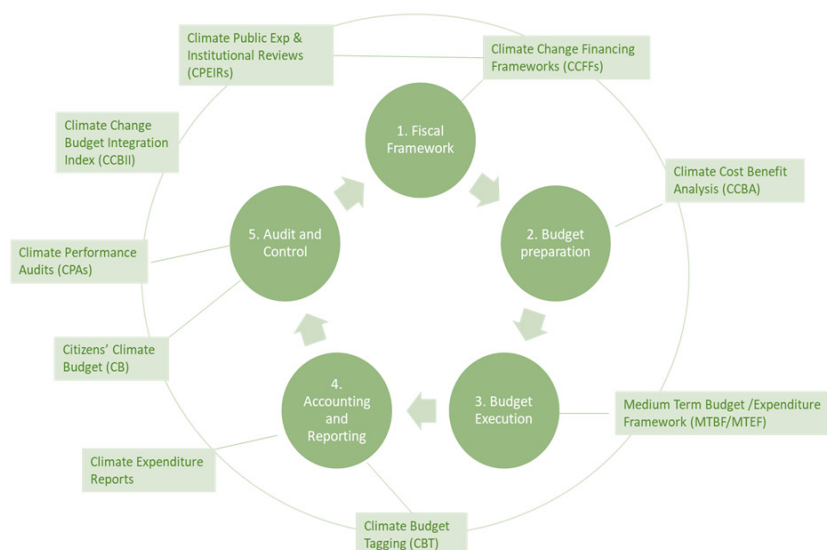 Climate Public Exp &
Institutional Reviews
(CPEIRs)
Climate Change Financing
Frameworks (CCFFs)
1. Fiscal
Framework
Climate Change
Budget Integration
Index (CCBII)
Climate Cost Benefit
Analysis (CCBA)
5. Audit and
Control
2. Budget
preparation
Climate Performance
Audits (CPAs)
Citizens' Climate
Budget (CB)
4.
Accounting
and
Reporting
3. Budget
Execution
Medium Term Budget /Expenditure
Framework (MTBF/MTEF)
Climate Expenditure
Reports
Climate Budget
Tagging (CBT)